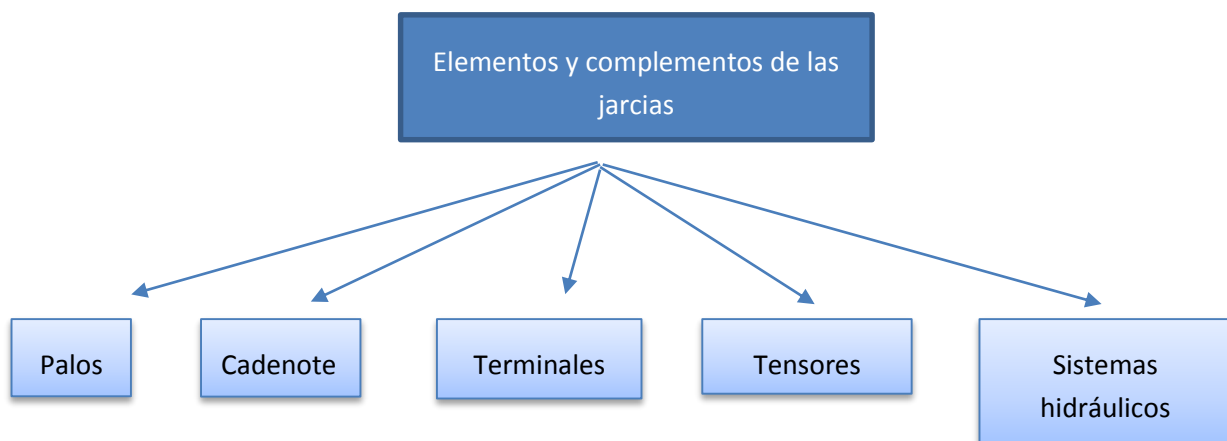 Elementos y complementos de las
jarcias
Palos
Cadenote
Terminales
Tensores
Sistemas
hidráulicos